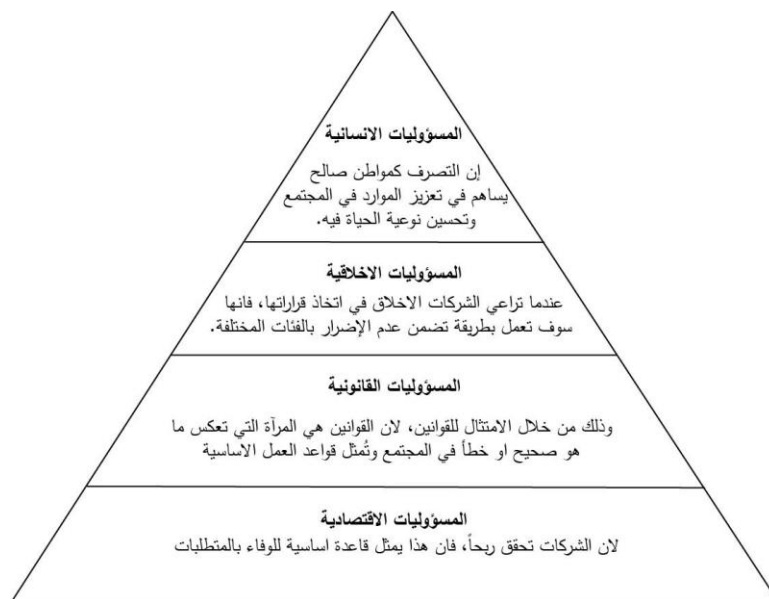 المسؤوليات الانسانية
إن التصرف كمواطن صالح
يساهم في تعزيز الموارد في المجتمع
وتحسين نوعية الحياة فيه.
المسؤوليات الاخلاقية
عندما تراعي الشركات الاخلاق في اتخاذ قراراتها، فانها
سوف تعمل بطريقة تضمن عدم الإضرار بالفئات المختلفة.
المسؤوليات القانونية
وذلك من خلال الامتثال للقوانين، لان القوانين هي المرآة التي تعكس ما
هو صحيح او خطأ في المجتمع وتُمثل قواعد العمل الاساسية
المسؤوليات الاقتصادية
لان الشركات تحقق ربحاً، فان هذا يمثل قاعدة اساسية للوفاء بالمتطلبات